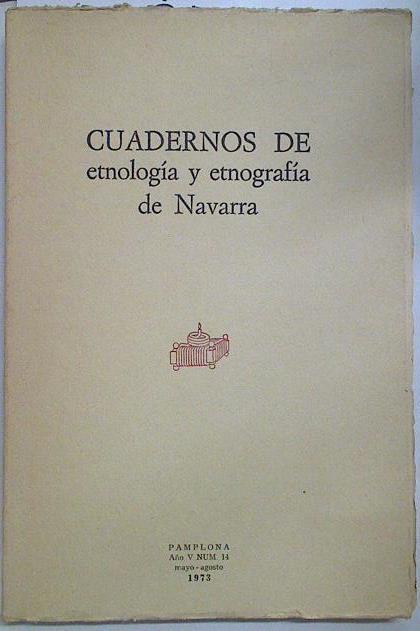 CUADERNOS DE
etnología y etnografía
de Navarra
PAMPLONA
Año V NUM. 14
mayo - agosto
1973